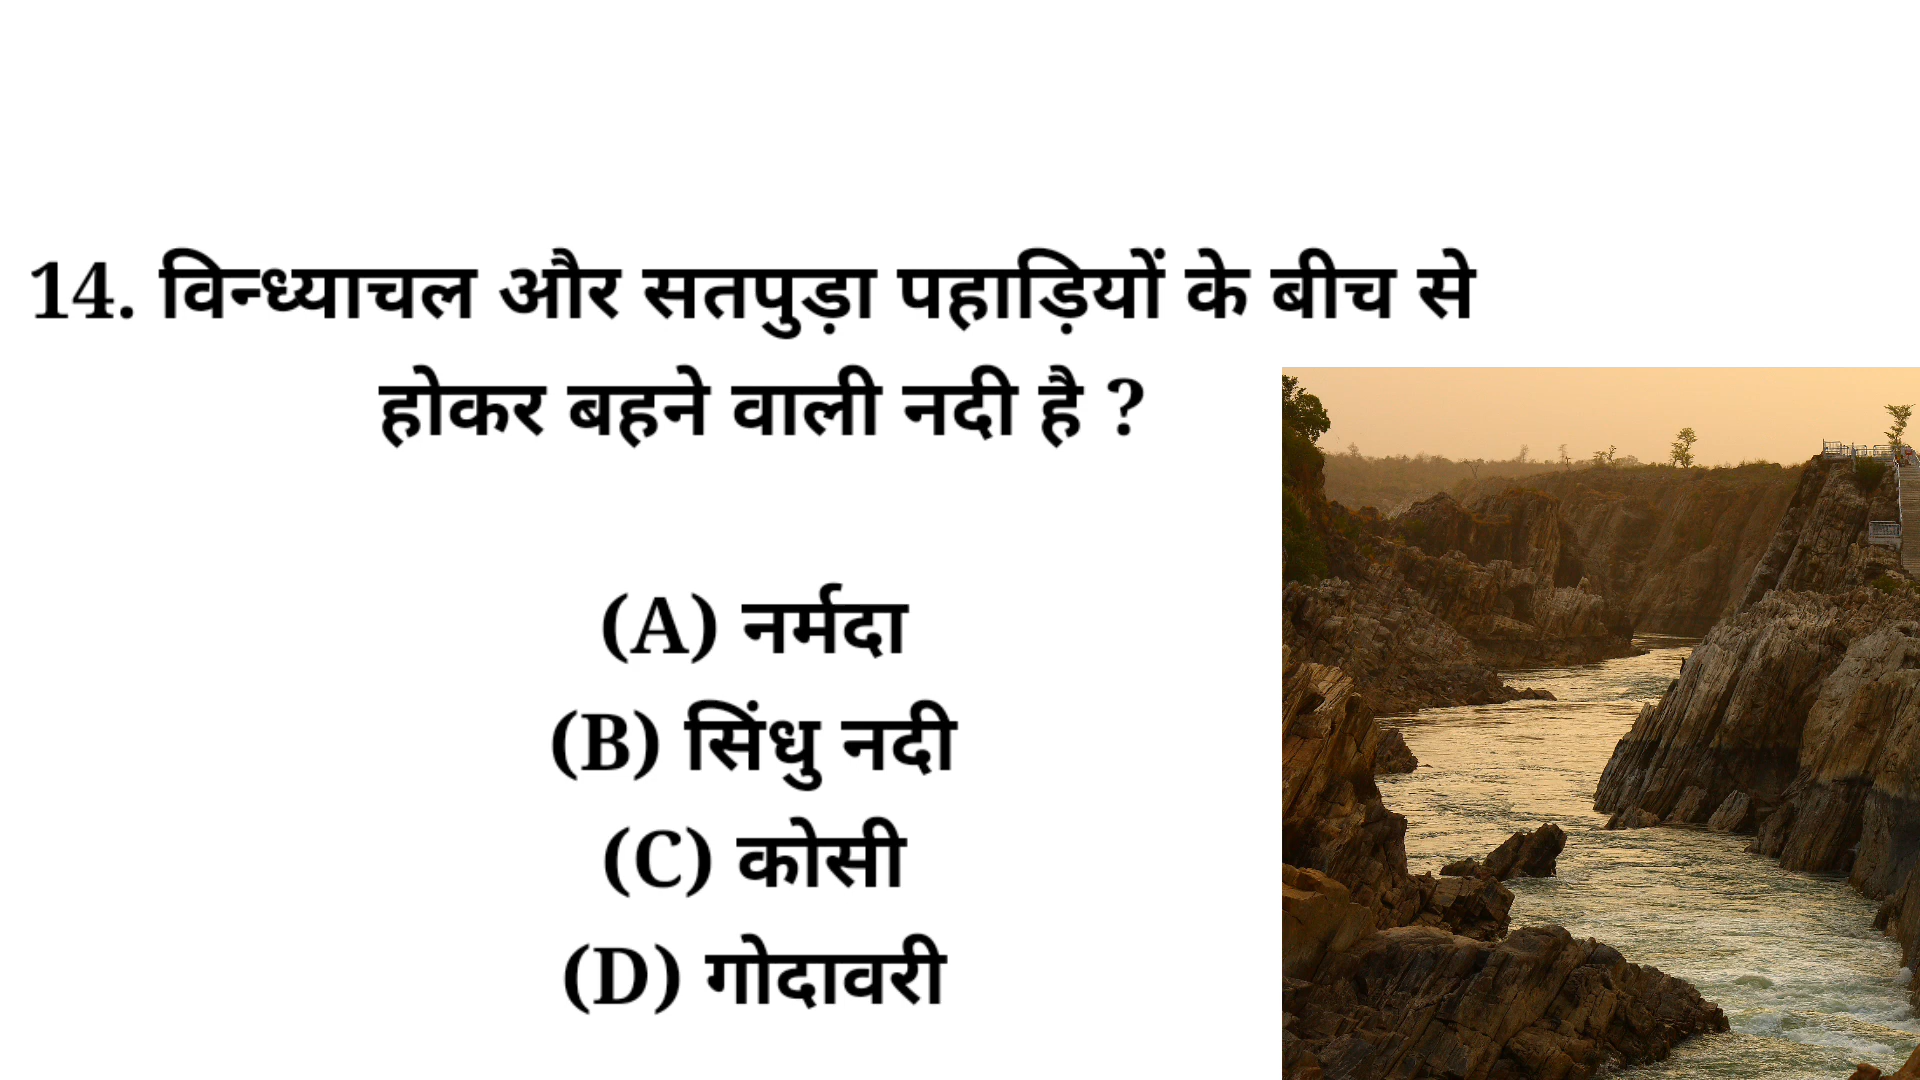 14. विन्ध्याचल और सतपुड़ा पहाड़ियों के बीच से
होकर बहने वाली नदी है ?
(A) नर्मदा
(B) सिंधु नदी
(C) कोसी
(D) गोदावरी